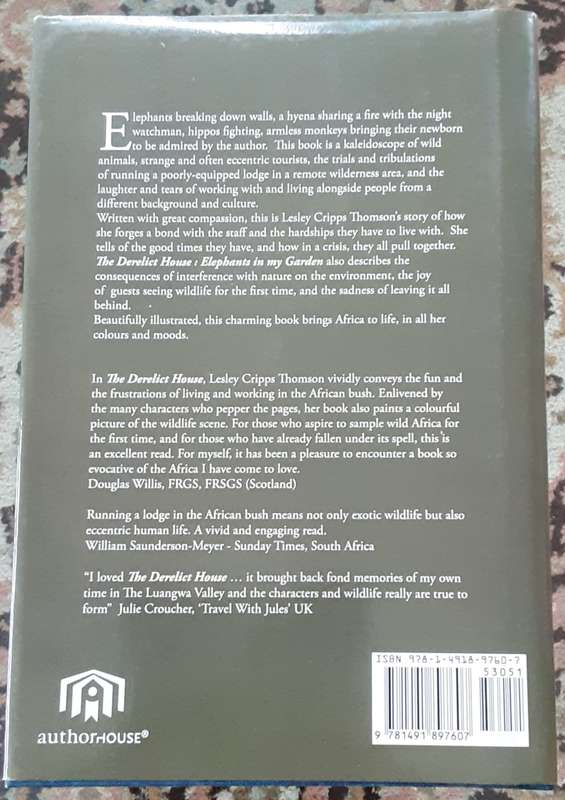 Elephants breaking down walls, a hyena sharing a fire with the night
watchman, hippos fighting, armless monkeys bringing their newborn
to be admired by the author. This book is a kaleidoscope of wild
animals, strange and often eccentric tourists, the trials and tribulations
of running a poorly-equipped lodge in a remote wilderness area, and the
laughter and tears of working with and living alongside people from a
different background and culture.
Written with great compassion, this is Lesley Cripps Thomson's story of how
she forges a bond with the staff and the hardships they have to live with. She
tells of the good times they have, and how in a crisis, they all pull together.
The Derelict House : Elephants in my Garden also describes the
consequences of interference with nature on the environment, the joy
of guests seeing wildlife for the first time, and the sadness of leaving it all
behind.
Beautifully illustrated, this charming book brings Africa to life, in all her
colours and moods.
In The Derelict House, Lesley Cripps Thomson vividly conveys the fun and
the frustrations of living and working in the African bush. Enlivened by
the many characters who pepper the pages, her book also paints a colourful
picture of the wildlife scene. For those who aspire to sample wild Africa for
the first time, and for those who have already fallen under its spell, this is
an excellent read. For myself, it has been a pleasure to encounter a book so
evocative of the Africa I have come to love.
Douglas Willis, FRGS, FRSGS (Scotland)
Running a lodge in the African bush means not only exotic wildlife but also
eccentric human life. A vivid and engaging read.
William Saunderson-Meyer - Sunday Times, South Africa
"I loved The Derelict House ... it brought back fond memories of my own
time in The Luangwa Valley and the characters and wildlife really are true to
form" Julie Croucher, 'Travel With Jules' UK
ISBN 978-1-4918-9760-7
53051
9 781491 897607
authorHOUSE®